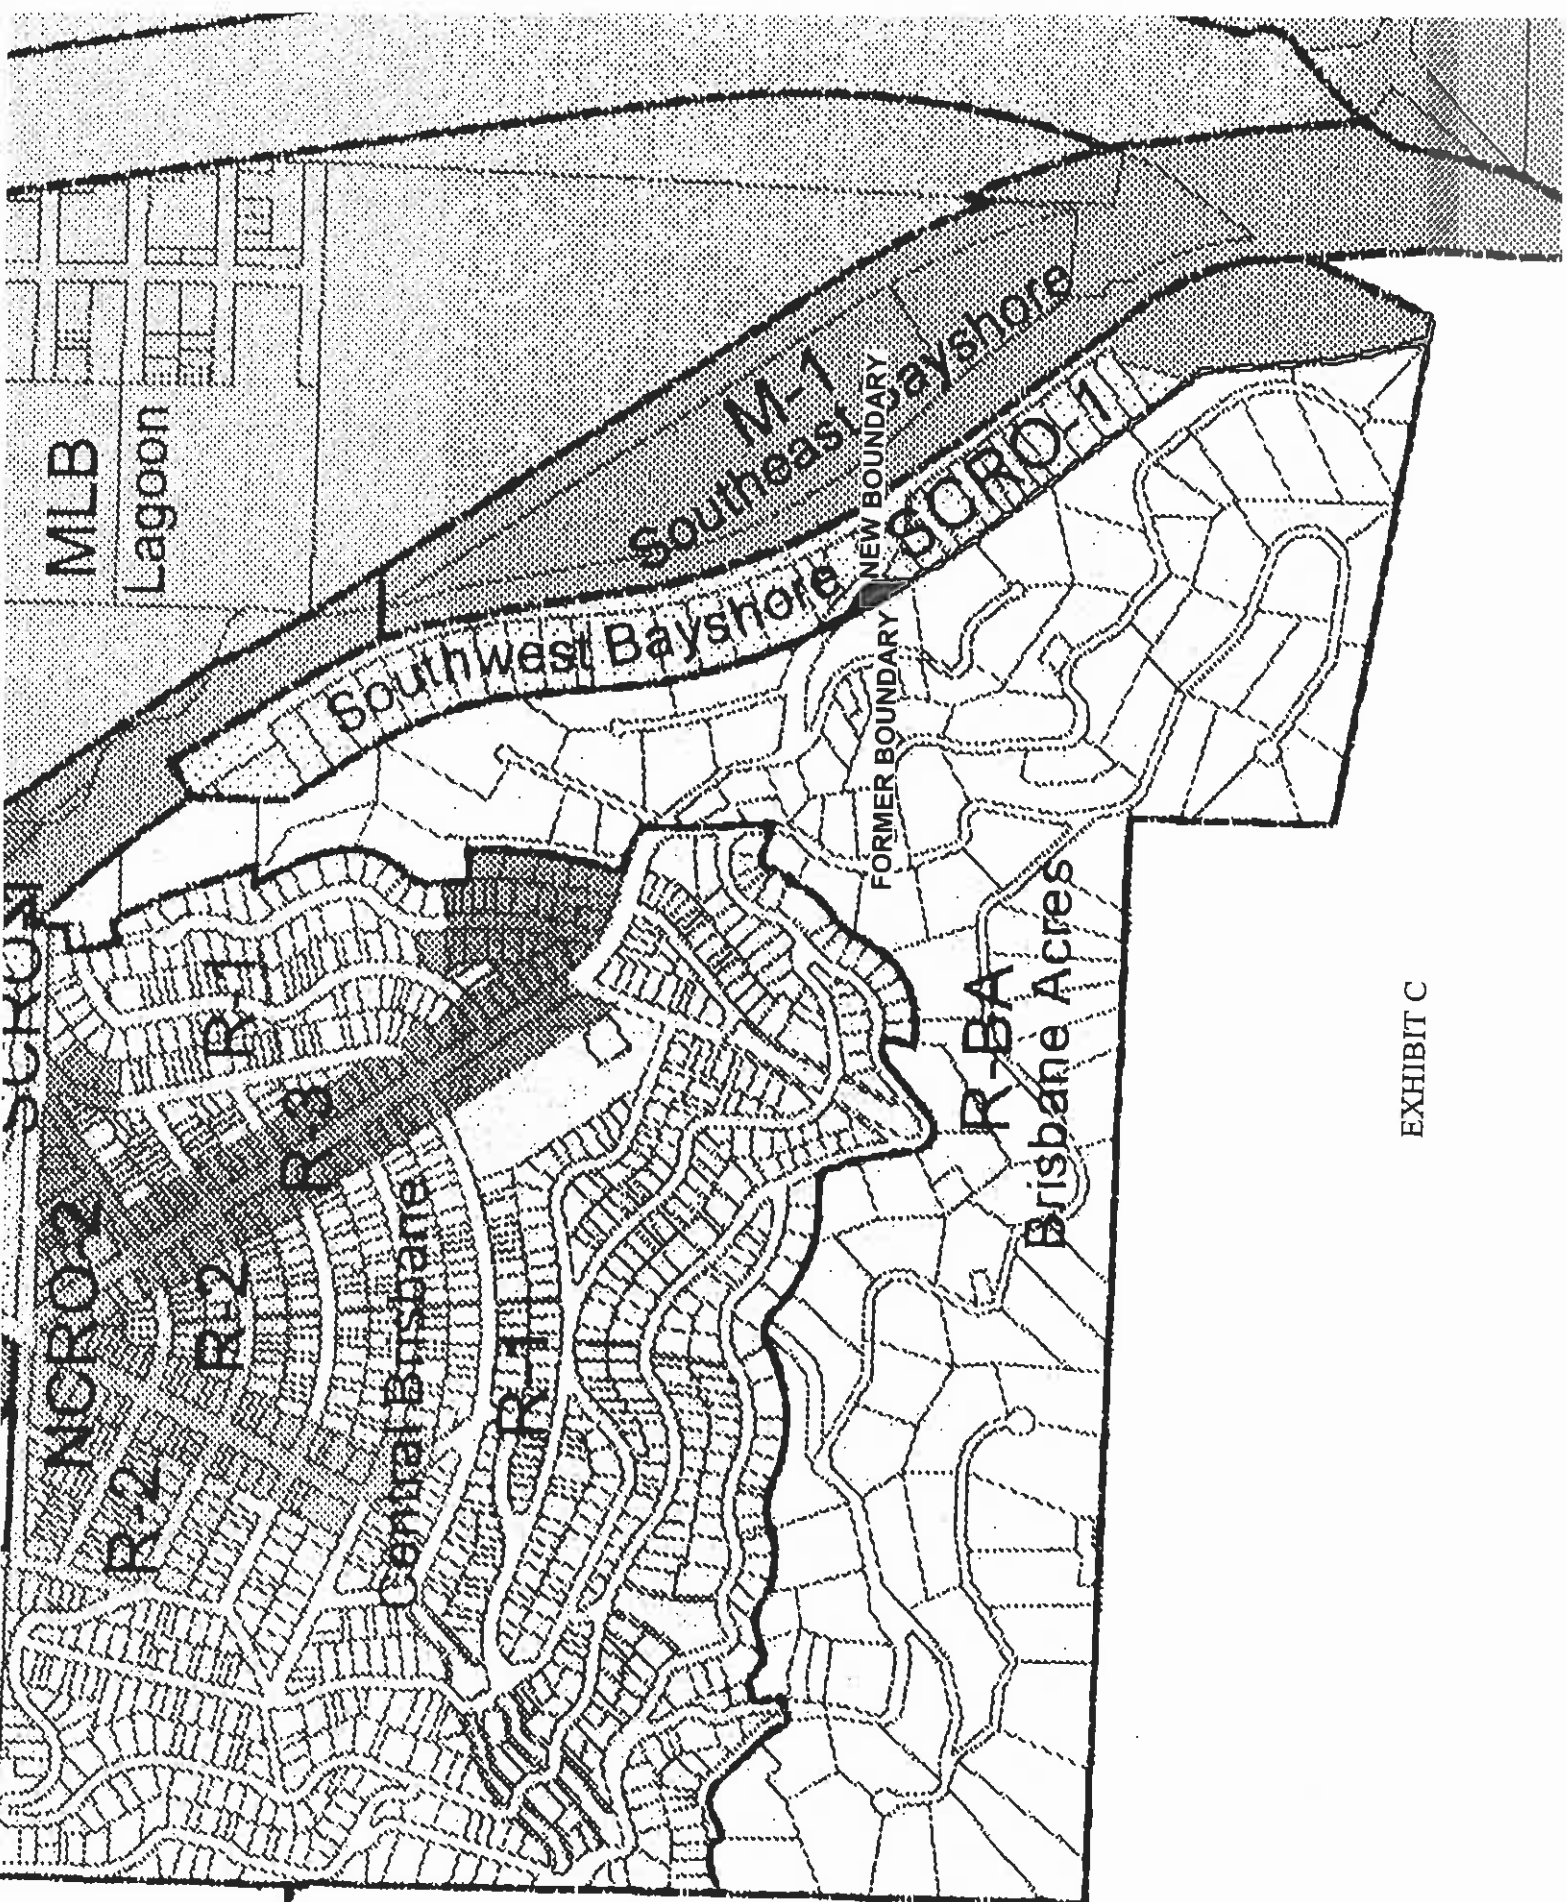 MLB
Lagoon
M-1
Southeast Bayshore
NEW BOUNDARY
SCRO-1
Southwest Bayshore
FORMER BOUNDARY
SCRO-1
NCRO-2
R-1
R-3
R-2
R-2
Central Brisbane
R-1
R-BA
Brisbane Acres
EXHIBIT C